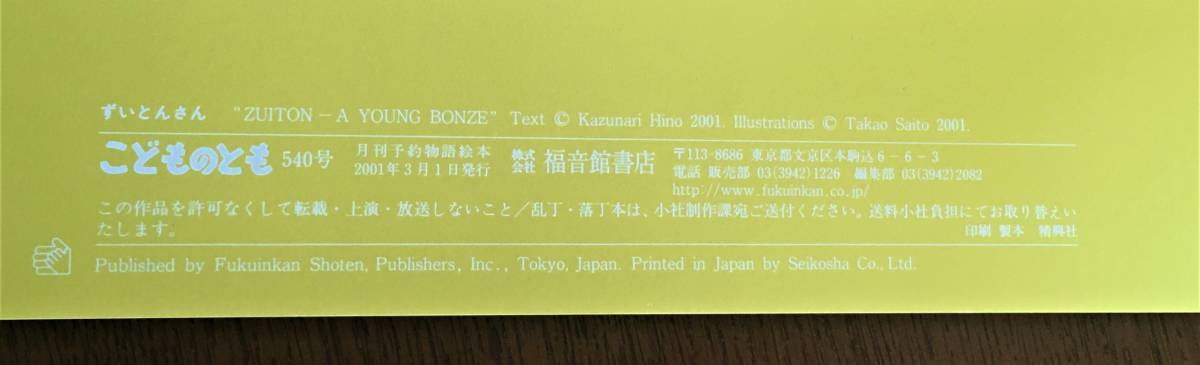 ずいとんさん "ZUITON – A YOUNG BONZE" Text © Kazunari Hino 2001. Illustrations © Takao Saito 2001.
こどものとも 540号 月刊予約物語絵本 2001年3月1日発行 株式会社 福音館書店 〒113-8686 東京都文京区本駒込6-6-3
電話 販売部 03(3942)1226 編集部 03(3942)2082
http://www.fukuinkan.co.jp/
この作品を許可なくして転載・上演・放送しないこと／乱丁・落丁本は、小社制作課宛ご送付ください。送料小社負担にてお取り替えい
たします。 印刷 製本 精興社
Published by Fukuinkan Shoten, Publishers, Inc., Tokyo, Japan. Printed in Japan by Seikosha Co., Ltd.